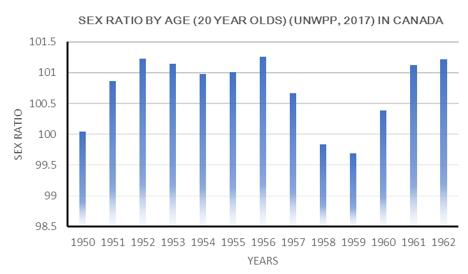 SEX RATIO BY AGE (20 YEAR OLDS) (UNWPP, 2017) IN CANADA
101.5
101
100.5
100
99.5
99
98.5
SEX RATIO
1950 1951 1952 1953 1954 1955 1956 1957 1958 1959 1960 1961 1962
YEARS